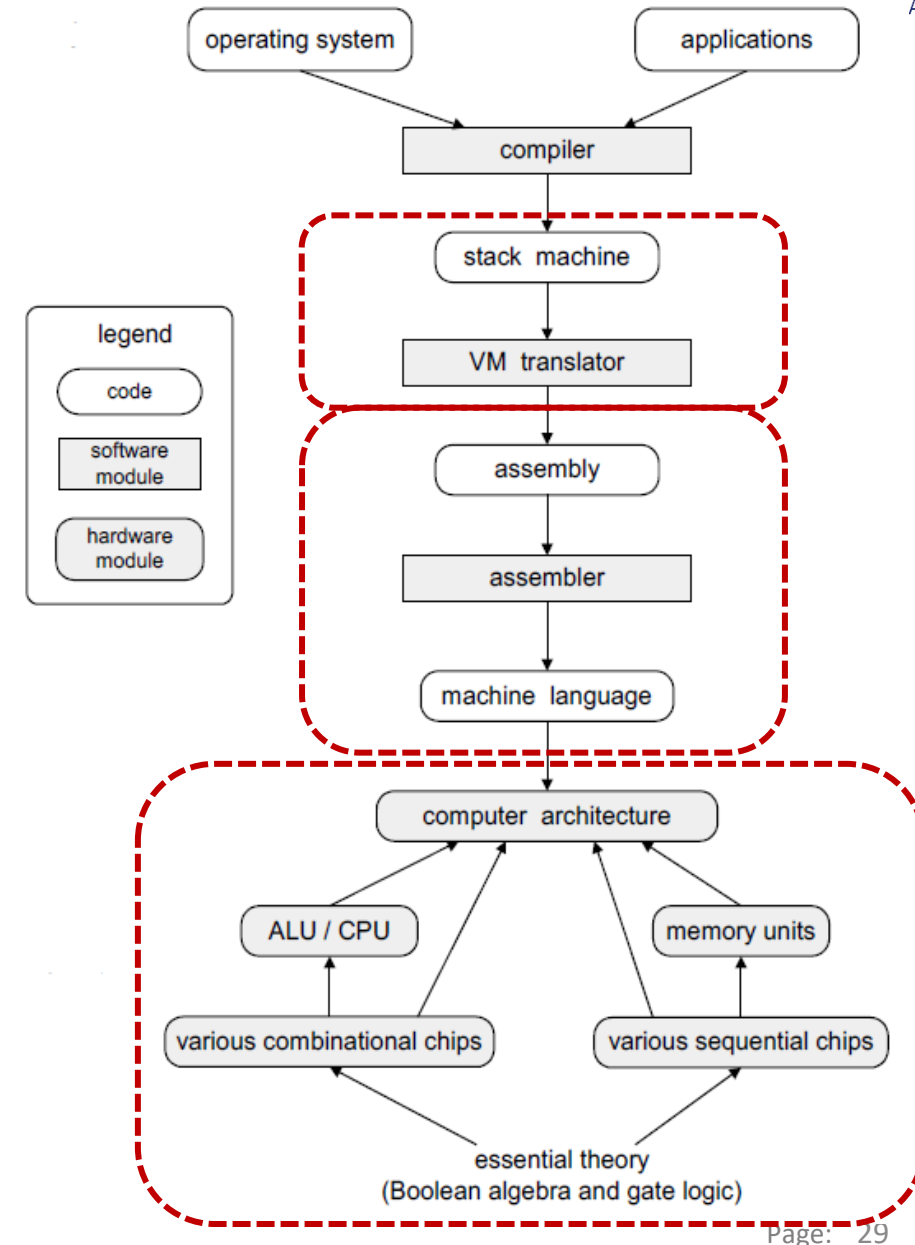 A
operating system
applications
compiler
stack machine
legend
code
software
module
hardware
module
VM translator
assembly
assembler
machine language
computer architecture
ALU / CPU
memory units
various combinational chips
various sequential chips
essential theory
(Boolean algebra and gate logic)
Page: 29